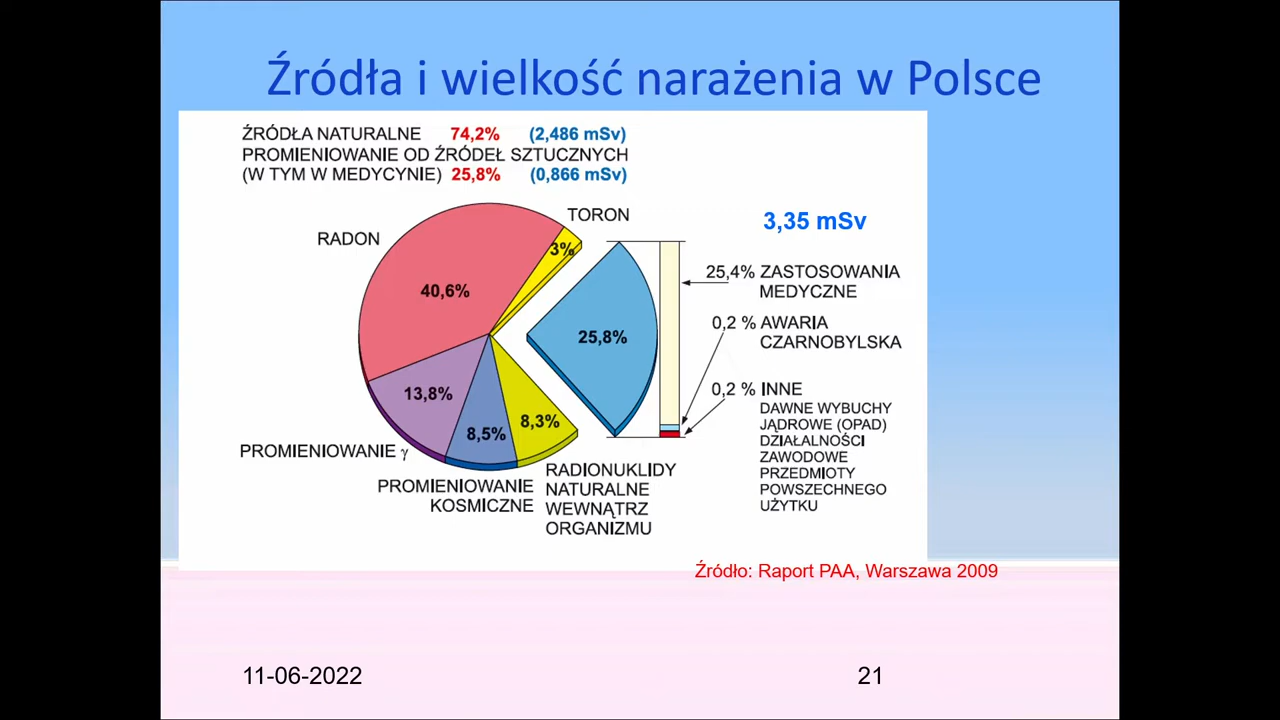 Źródła i wielkość narażenia w Polsce
ŹRÓDŁA NATURALNE 74,2% (2,486 mSv)
PROMIENIOWANIE OD ŹRÓDEŁ SZTUCZNYCH
(W TYM W MEDYCYNIE) 25,8% (0,866 mSv)
3,35 mSv
RADON
TORON
40,6%
3%
25,8%
13,8%
8,5%
8,3%
PROMIENIOWANIE γ
PROMIENIOWANIE
KOSMICZNE
RADIONUKLIDY
NATURALNE
WEWNĄTRZ
ORGANIZMU
25,4% ZASTOSOWANIA
MEDYCZNE
0,2 % AWARIA
CZARNOBYLSKA
0,2 % INNE
DAWNE WYBUCHY
JĄDROWE (OPAD)
DZIAŁALNOŚCI
ZAWODOWE
PRZEDMIOTY
POWSZECHNEGO
UŻYTKU
Źródło: Raport PAA, Warszawa 2009
11-06-2022
21